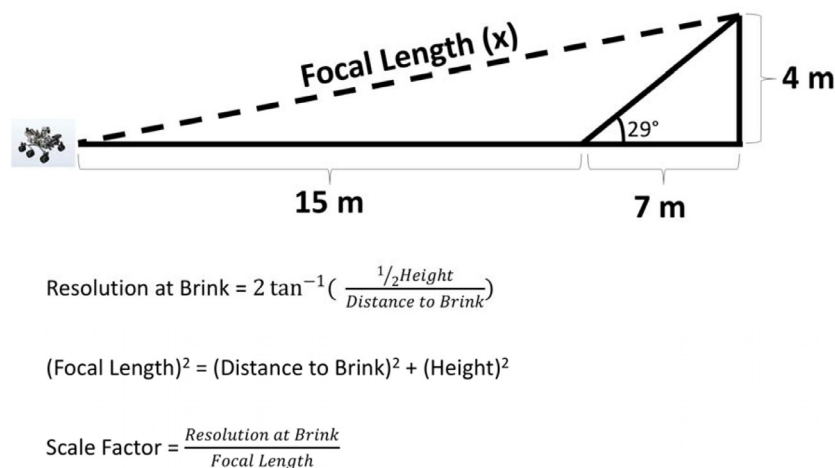 Focal Length (x)
4 m
29°
15 m
7 m
Resolution at Brink = 2 tan⁻¹( ½Height / Distance to Brink )
(Focal Length)² = (Distance to Brink)² + (Height)²
Scale Factor = Resolution at Brink / Focal Length